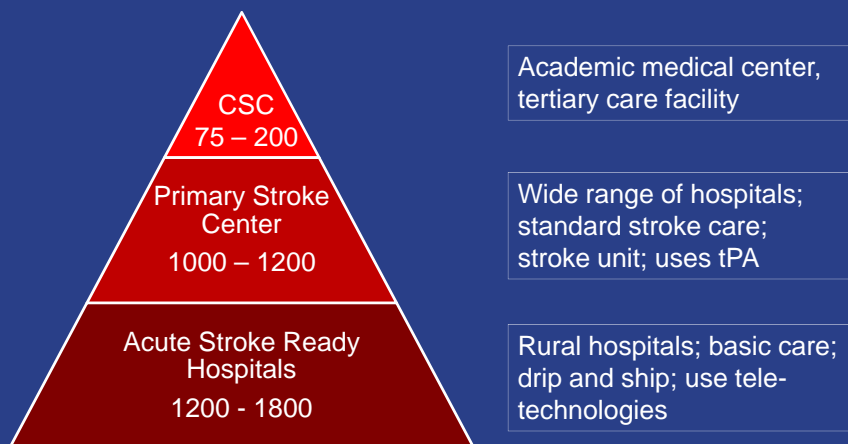 CSC
75 – 200
Academic medical center,
tertiary care facility
Primary Stroke
Center
1000 – 1200
Wide range of hospitals;
standard stroke care;
stroke unit; uses tPA
Acute Stroke Ready
Hospitals
1200 - 1800
Rural hospitals; basic care;
drip and ship; use tele-
technologies